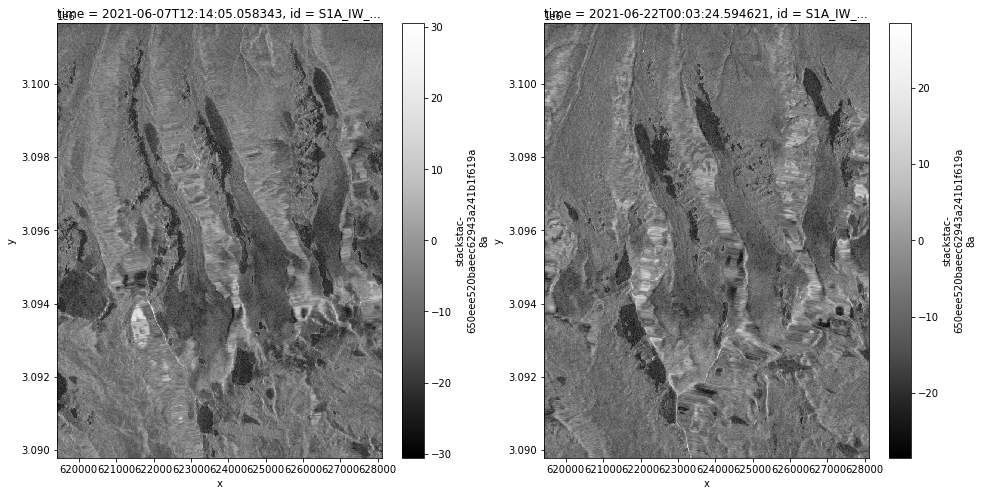 time = 2021-06-07T12:14:05.058343, id = S1A_IW_...
1e6
3.100
3.098
3.096
3.094
3.092
3.090
y
620000 621000 622000 623000 624000 625000 626000 627000 628000
x
30
20
10
0
−10
−20
−30
stackstac-
650eee520baeec62943a241b1f619a
8a
time = 2021-06-22T00:03:24.594621, id = S1A_IW_...
1e6
3.100
3.098
3.096
3.094
3.092
3.090
y
620000 621000 622000 623000 624000 625000 626000 627000 628000
x
20
10
0
−10
−20
stackstac-
650eee520baeec62943a241b1f619a
8a